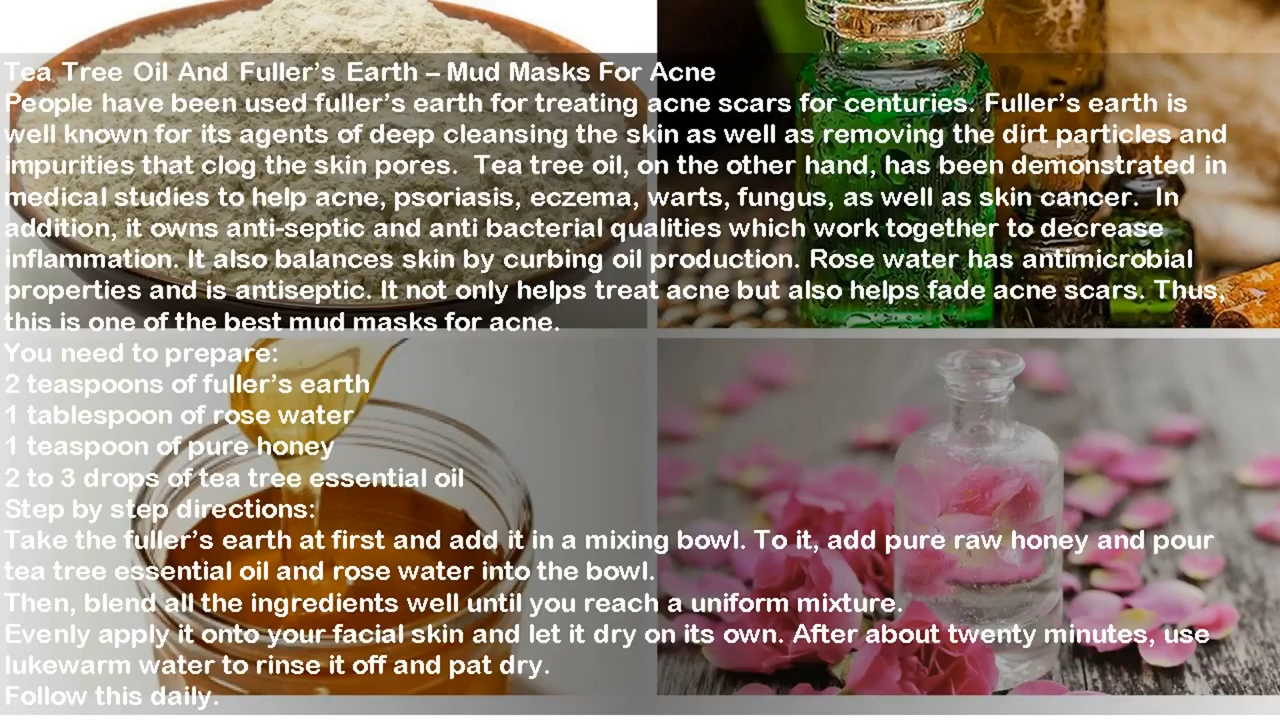 Tea Tree Oil And Fuller’s Earth – Mud Masks For Acne
People have been used fuller’s earth for treating acne scars for centuries. Fuller’s earth is
well known for its agents of deep cleansing the skin as well as removing the dirt particles and
impurities that clog the skin pores.  Tea tree oil, on the other hand, has been demonstrated in
medical studies to help acne, psoriasis, eczema, warts, fungus, as well as skin cancer.  In
addition, it owns anti-septic and anti bacterial qualities which work together to decrease
inflammation. It also balances skin by curbing oil production. Rose water has antimicrobial
properties and is antiseptic. It not only helps treat acne but also helps fade acne scars. Thus,
this is one of the best mud masks for acne.
You need to prepare:
2 teaspoons of fuller’s earth
1 tablespoon of rose water
1 teaspoon of pure honey
2 to 3 drops of tea tree essential oil
Step by step directions:
Take the fuller’s earth at first and add it in a mixing bowl. To it, add pure raw honey and pour
tea tree essential oil and rose water into the bowl.
Then, blend all the ingredients well until you reach a uniform mixture.
Evenly apply it onto your facial skin and let it dry on its own. After about twenty minutes, use
lukewarm water to rinse it off and pat dry.
Follow this daily.